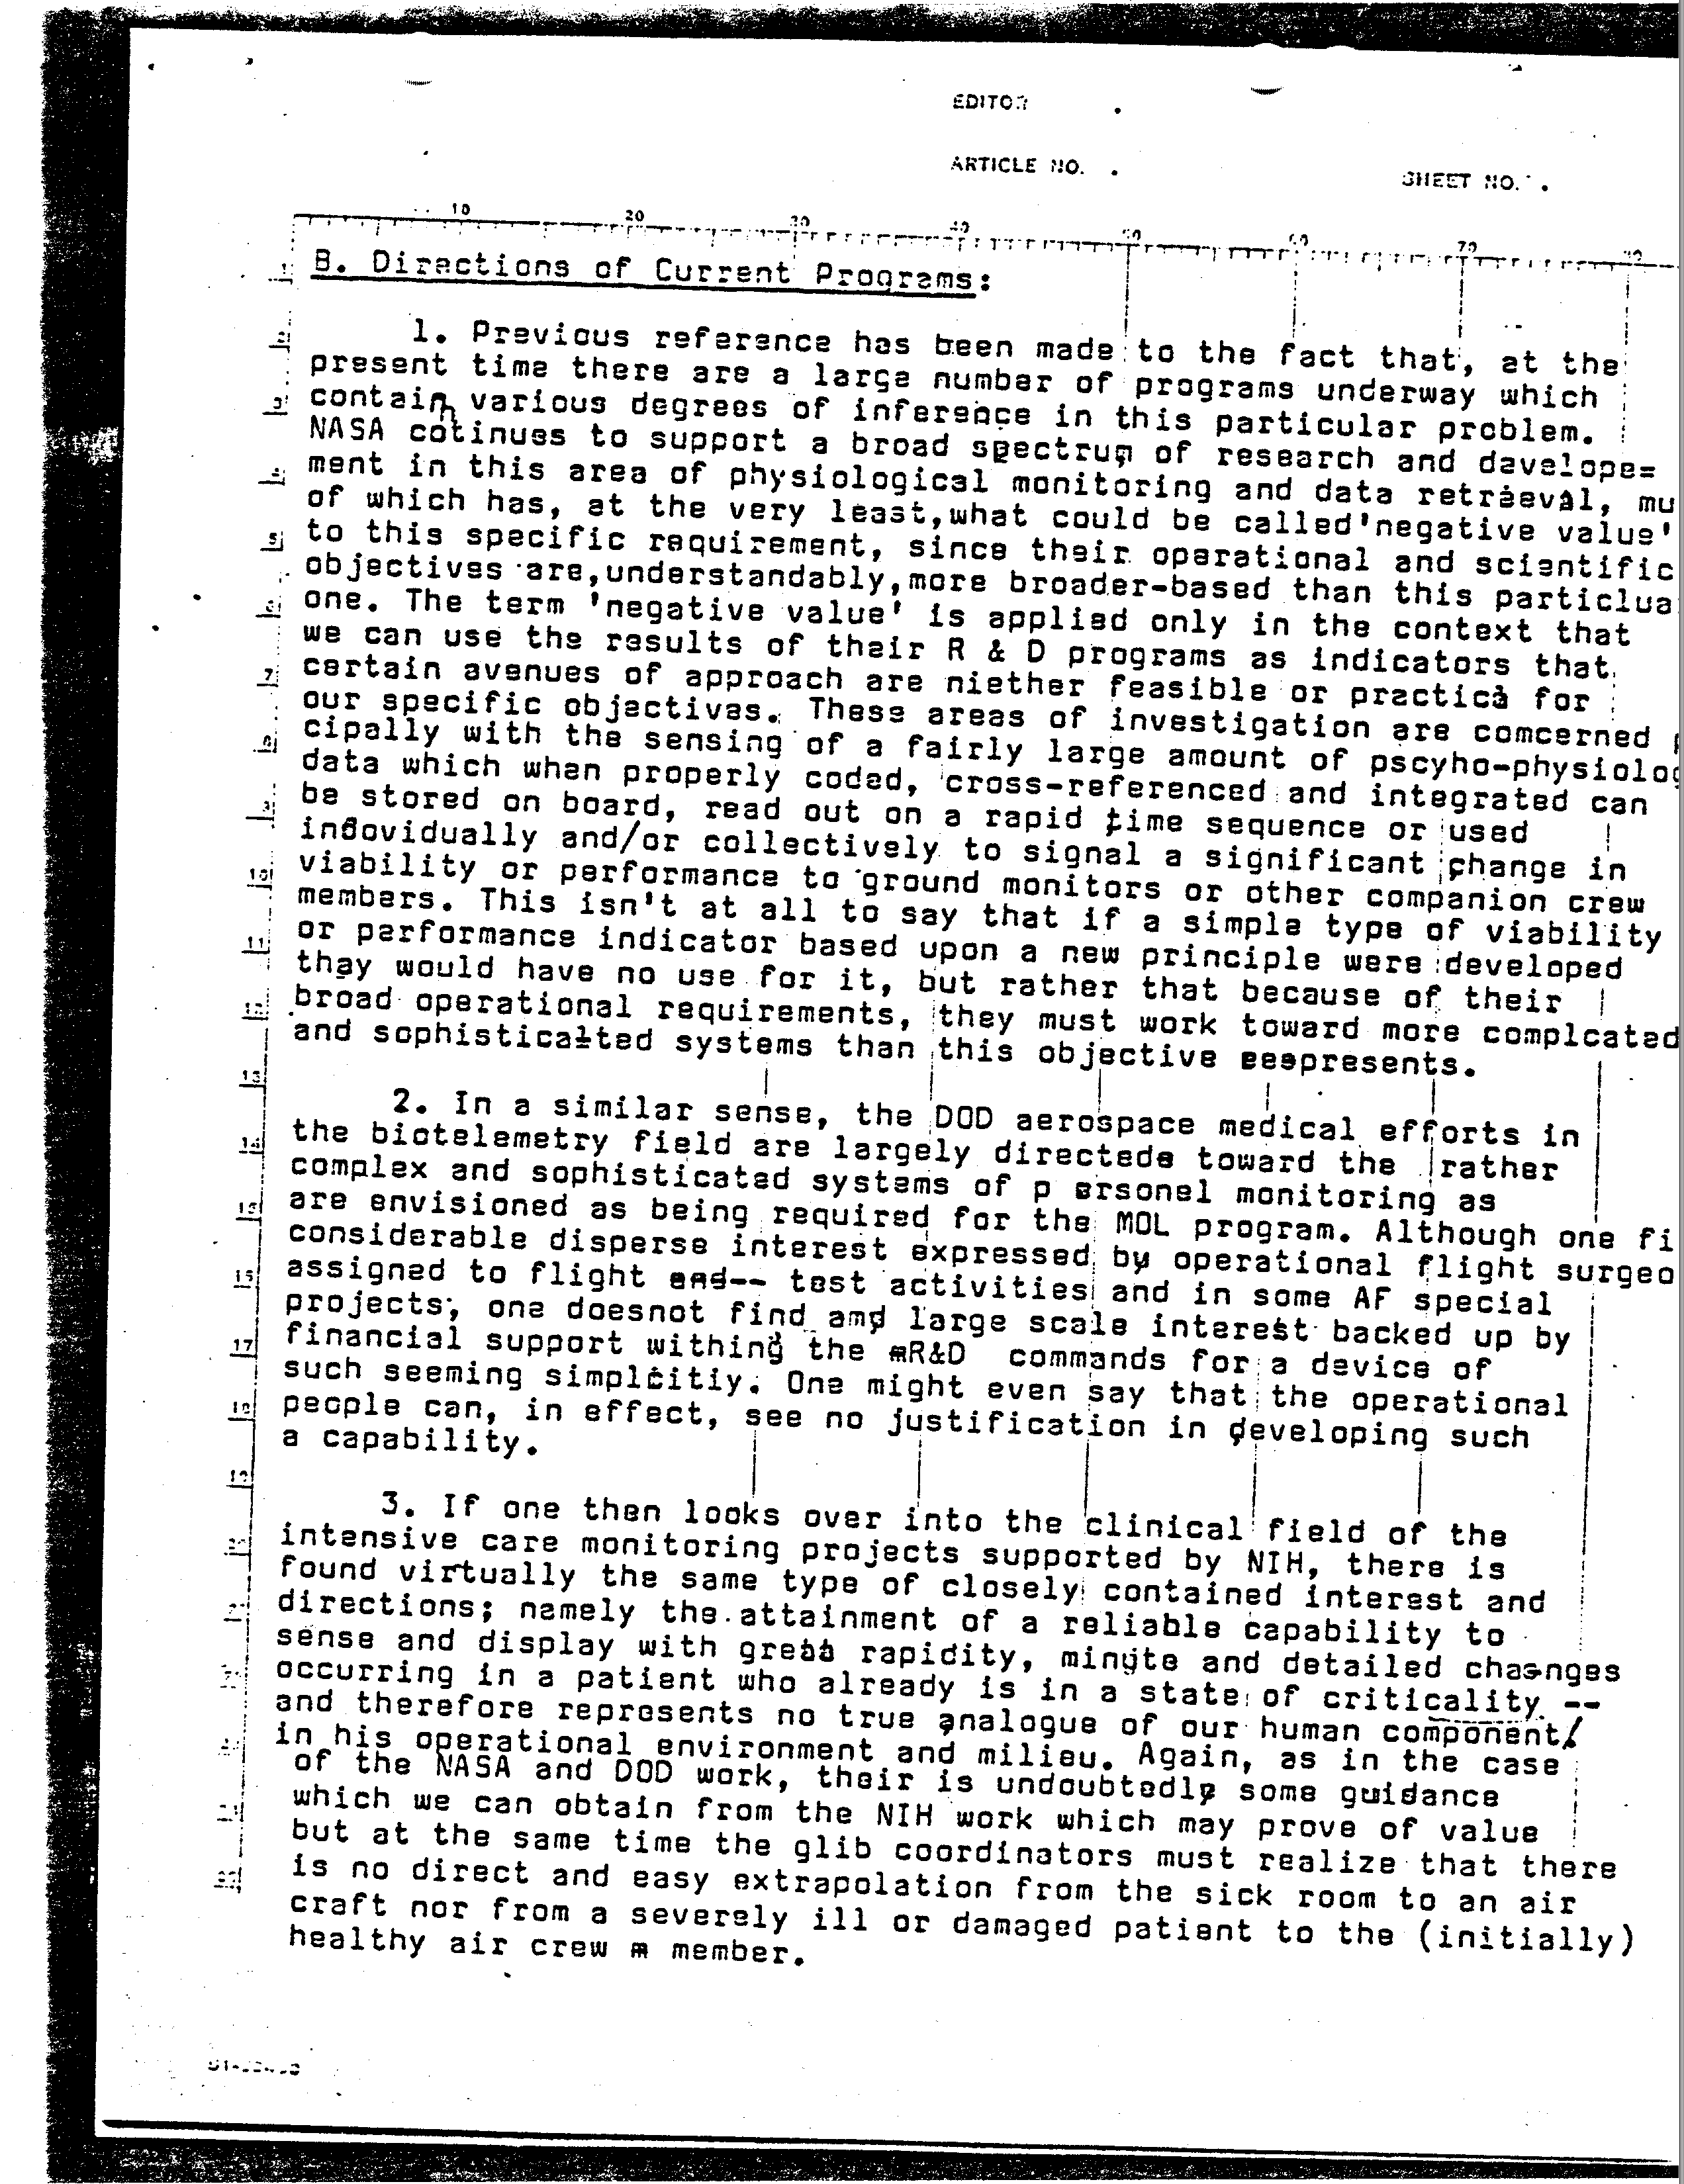 EDITOR
ARTICLE NO.
SHEET NO.
10 20 30 40 50 60 70 80
B. Directions of Current Programs:
1. Previous reference has been made to the fact that, at the
present time there are a large number of programs underway which
contain various degrees of inference in this particular problem.
NASA cotinues to support a broad spectrum of research and develope=
ment in this area of physiological monitoring and data retraeval, mu
of which has, at the very least,what could be called'negative value'
to this specific requirement, since their operational and scientific
objectives are,understandably,more broader-based than this particlua
one. The term 'negative value' is applied only in the context that
we can use the results of their R & D programs as indicators that
certain avenues of approach are niether feasible or practica for
our specific objectives. These areas of investigation are comcerned
cipally with the sensing of a fairly large amount of pscyho-physiolog
data which when properly coded, cross-referenced and integrated can
be stored on board, read out on a rapid time sequence or used
indovidually and/or collectively to signal a significant change in
viability or performance to ground monitors or other companion crew
members. This isn't at all to say that if a simple type of viability
or performance indicator based upon a new principle were developed
they would have no use for it, but rather that because of their
broad operational requirements, they must work toward more complcated
and sophisticalted systems than this objective eespresents.
2. In a similar sense, the DOD aerospace medical efforts in
the biotelemetry field are largely directede toward the rather
complex and sophisticated systems of p ersonel monitoring as
are envisioned as being required for the MOL program. Although one fi
considerable disperse interest expressed by operational flight surgeo
assigned to flight and-- test activities and in some AF special
projects, one doesnot find amy large scale interest backed up by
financial support withing the mR&D commands for a device of
such seeming simplcitiy. One might even say that the operational
people can, in effect, see no justification in developing such
a capability.
3. If one then looks over into the clinical field of the
intensive care monitoring projects supported by NIH, there is
found virtually the same type of closely contained interest and
directions; namely the attainment of a reliable capability to
sense and display with great rapidity, minute and detailed chasnges
occurring in a patient who already is in a state of criticality --
and therefore represents no true analogue of our human component/
in his operational environment and milieu. Again, as in the case
of the NASA and DOD work, their is undoubtedly some guidance
which we can obtain from the NIH work which may prove of value
but at the same time the glib coordinators must realize that there
is no direct and easy extrapolation from the sick room to an air
craft nor from a severely ill or damaged patient to the (initially)
healthy air crew m member.